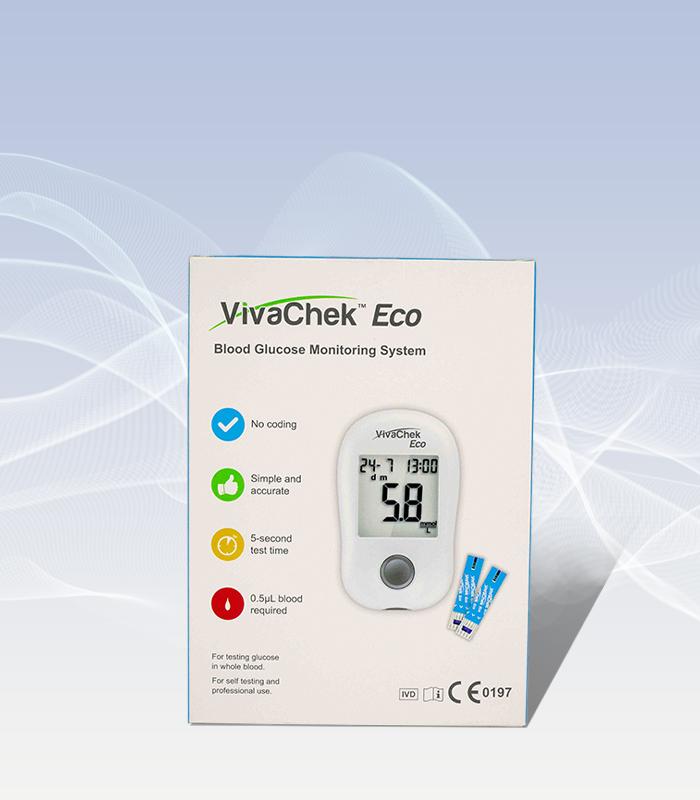 VivaChek™ Eco
Blood Glucose Monitoring System
No coding
Simple and
accurate
5-second
test time
0.5µL blood
required
VivaChek
Eco
24- 7 13:00
d m
5.8
mmol
L
For testing glucose
in whole blood.
For self testing and
professional use.
IVD
i
CE 0197